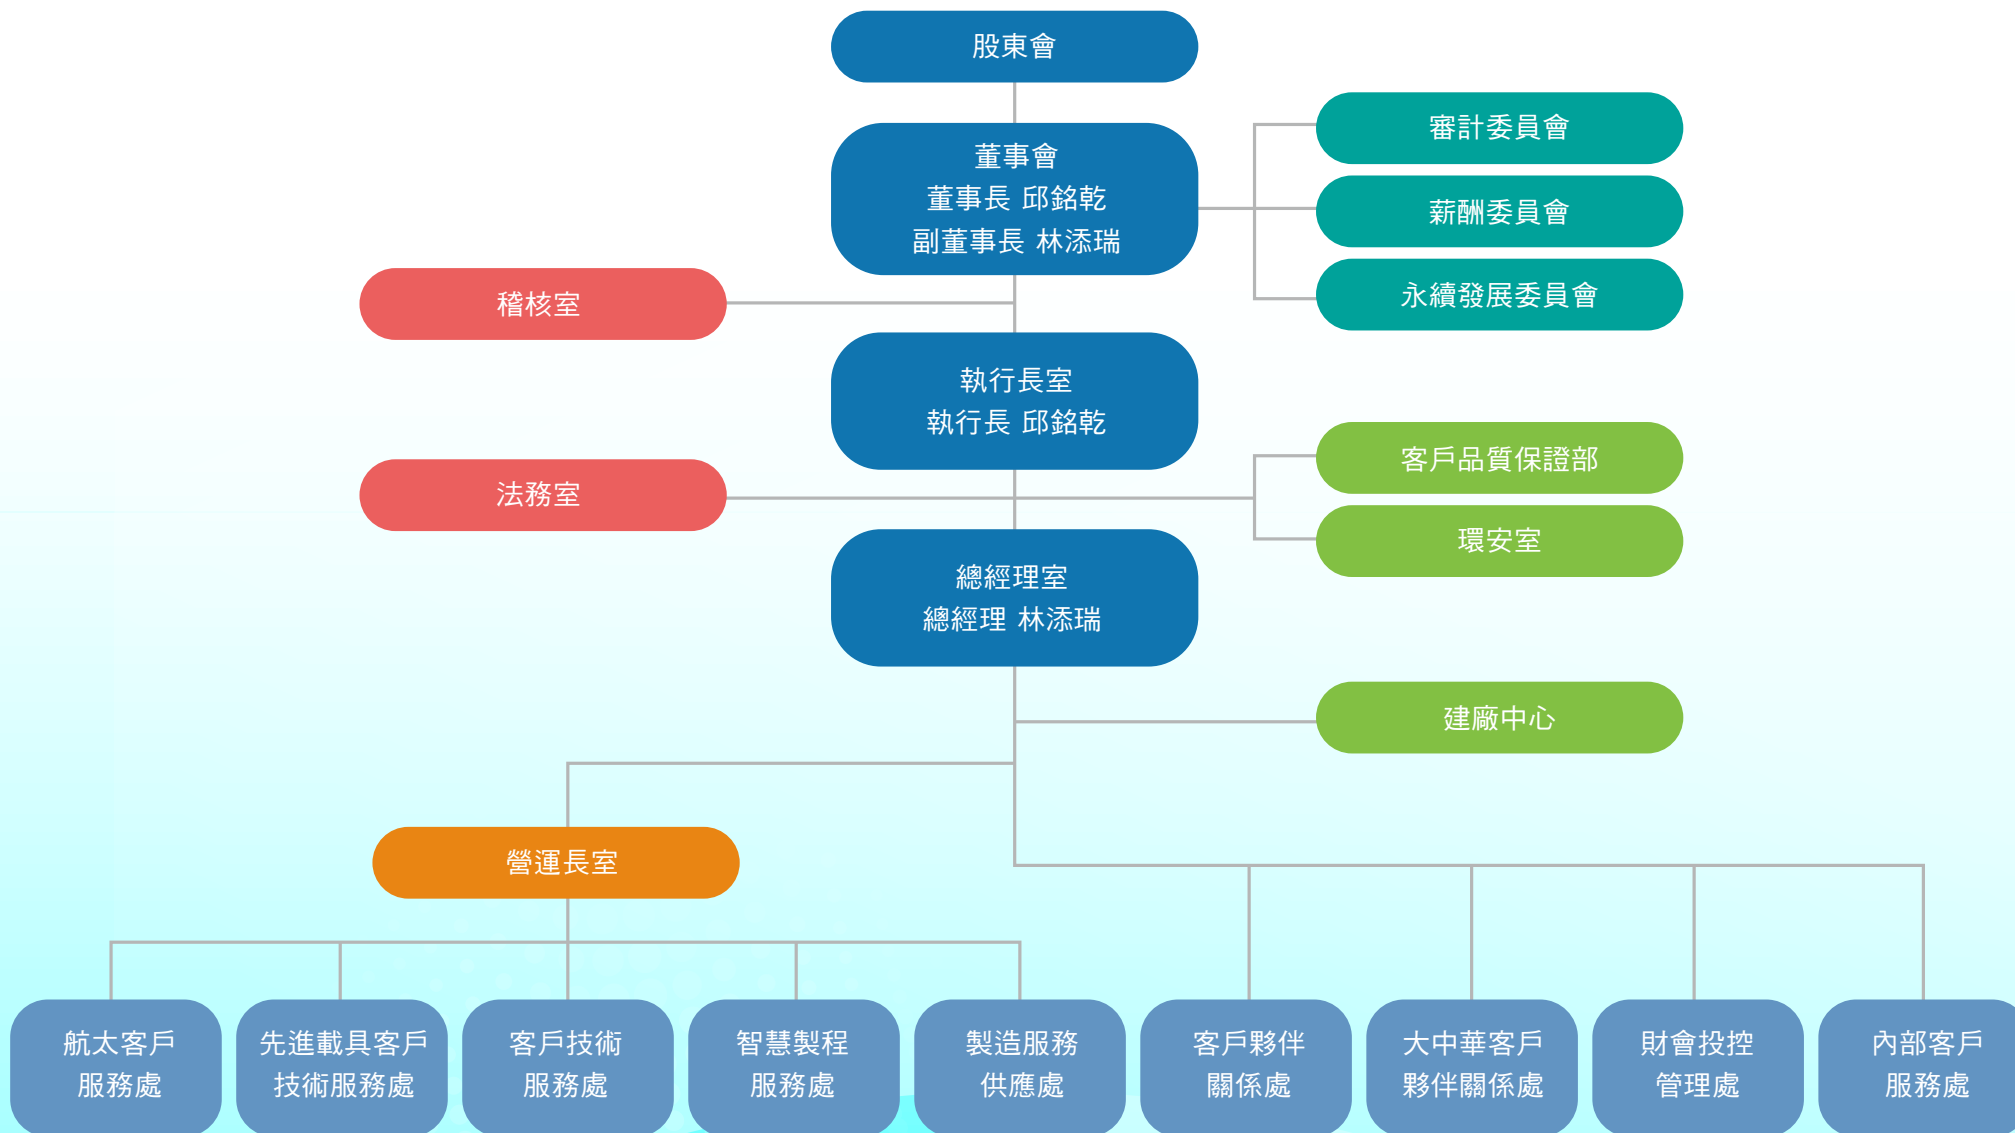 股東會
董事會
董事長 邱銘乾
副董事長 林添瑞
審計委員會
薪酬委員會
永續發展委員會
稽核室
執行長室
執行長 邱銘乾
法務室
客戶品質保證部
環安室
總經理室
總經理 林添瑞
建廠中心
營運長室
航太客戶
服務處
先進載具客戶
技術服務處
客戶技術
服務處
智慧製程
服務處
製造服務
供應處
客戶夥伴
關係處
大中華客戶
夥伴關係處
財會投控
管理處
內部客戶
服務處